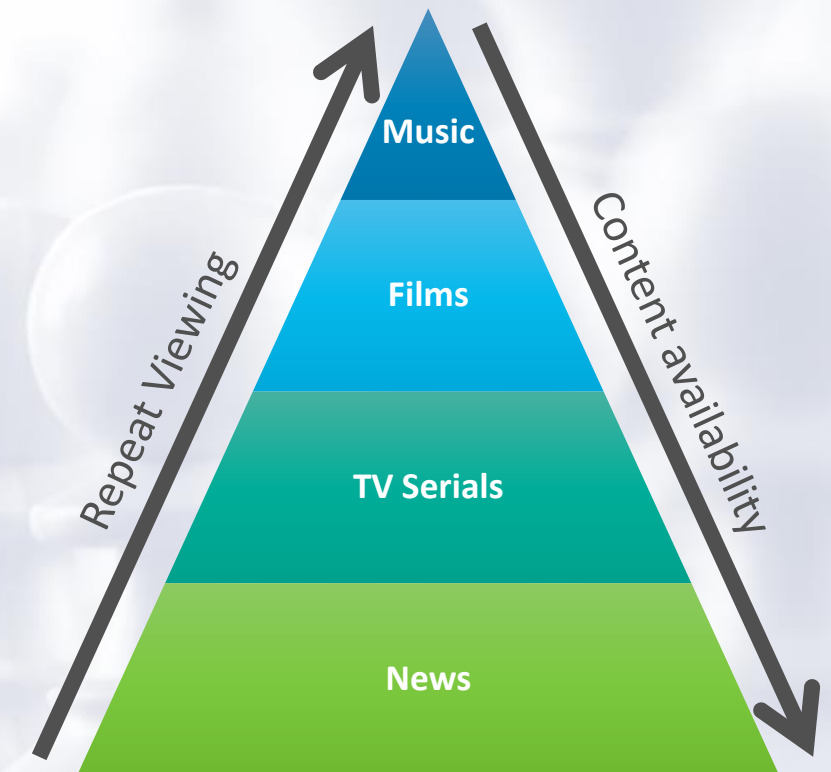 Music
Films
TV Serials
News
Repeat Viewing
Content availability